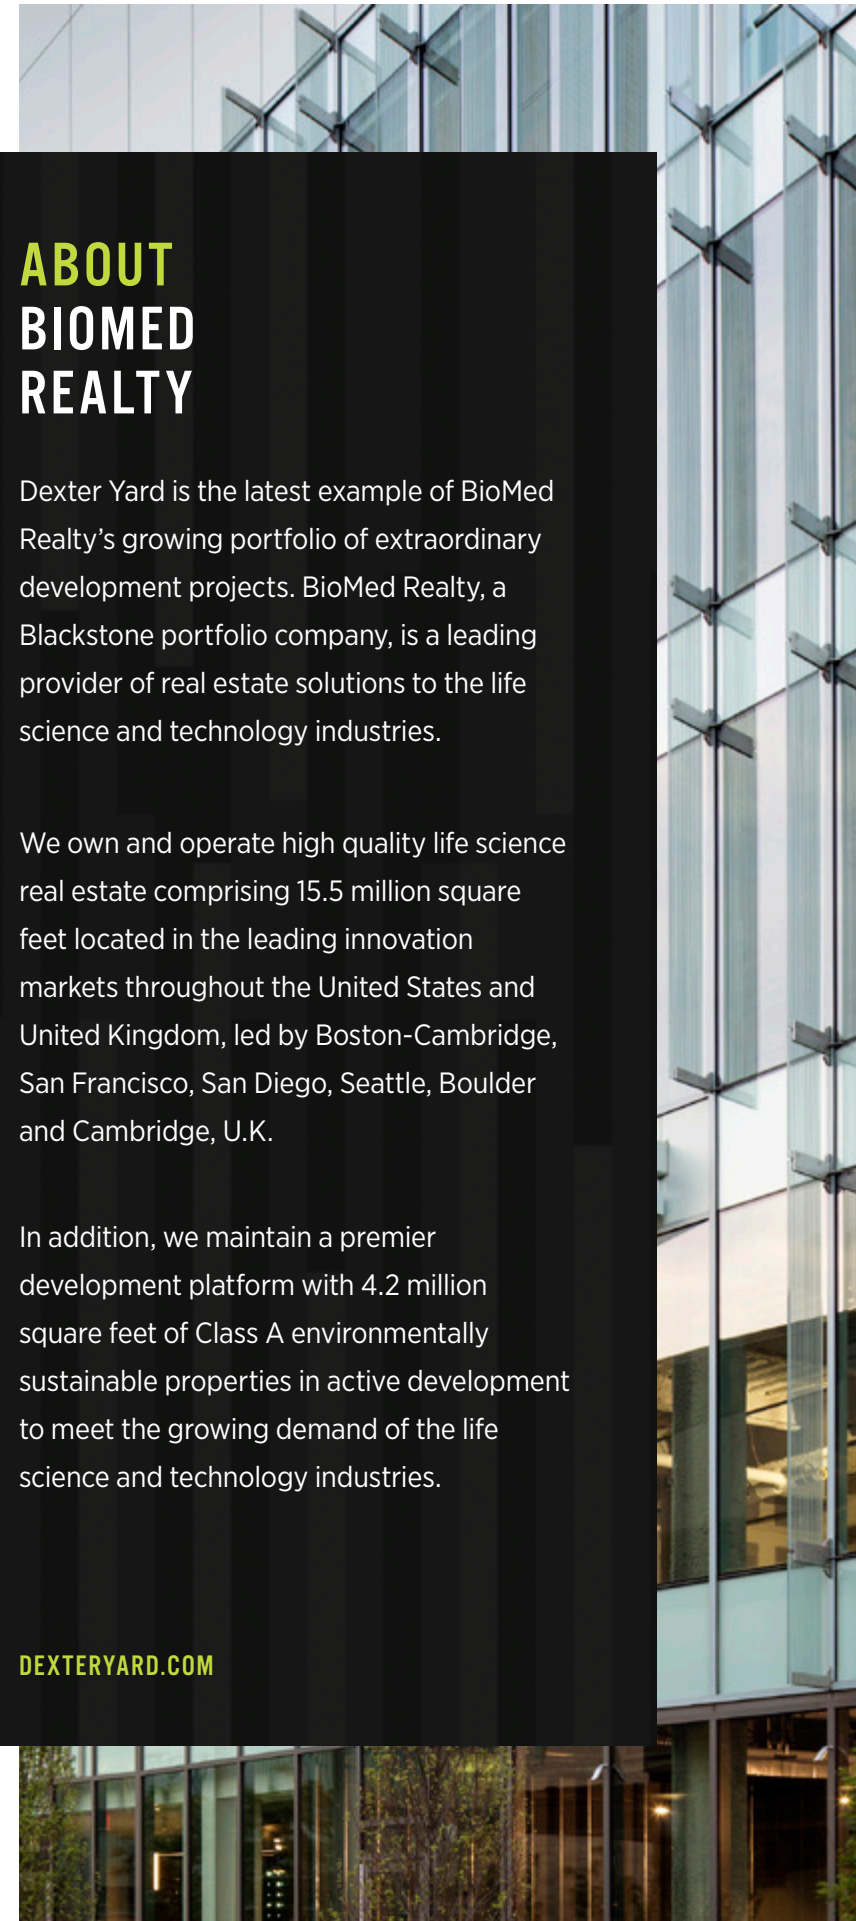 ABOUT
BIOMED
REALTY
Dexter Yard is the latest example of BioMed
Realty’s growing portfolio of extraordinary
development projects. BioMed Realty, a
Blackstone portfolio company, is a leading
provider of real estate solutions to the life
science and technology industries.
We own and operate high quality life science
real estate comprising 15.5 million square
feet located in the leading innovation
markets throughout the United States and
United Kingdom, led by Boston-Cambridge,
San Francisco, San Diego, Seattle, Boulder
and Cambridge, U.K.
In addition, we maintain a premier
development platform with 4.2 million
square feet of Class A environmentally
sustainable properties in active development
to meet the growing demand of the life
science and technology industries.
DEXTERYARD.COM